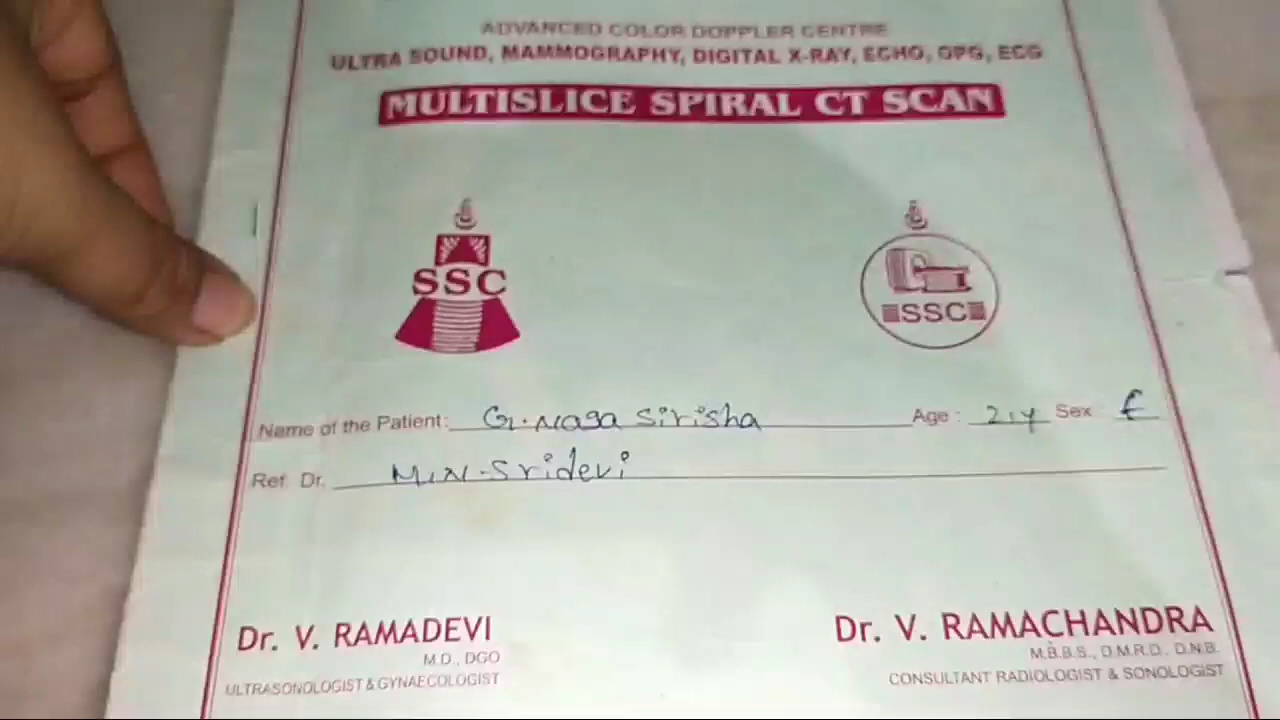 ADVANCED COLOR DOPPLER CENTRE
ULTRA SOUND, MAMMOGRAPHY, DIGITAL X-RAY, ECHO, OPG, ECG
MULTISLICE SPIRAL CT SCAN
SSC
SSC
Name of the Patient: G. Naga Sirisha Age: 21y Sex: F
Ref. Dr. M.N. Sridevi
Dr. V. RAMADEVI
M.D., DGO
ULTRASONOLOGIST & GYNAECOLOGIST
Dr. V. RAMACHANDRA
M.B.B.S., D.M.R.D., D.N.B.
CONSULTANT RADIOLOGIST & SONOLOGIST